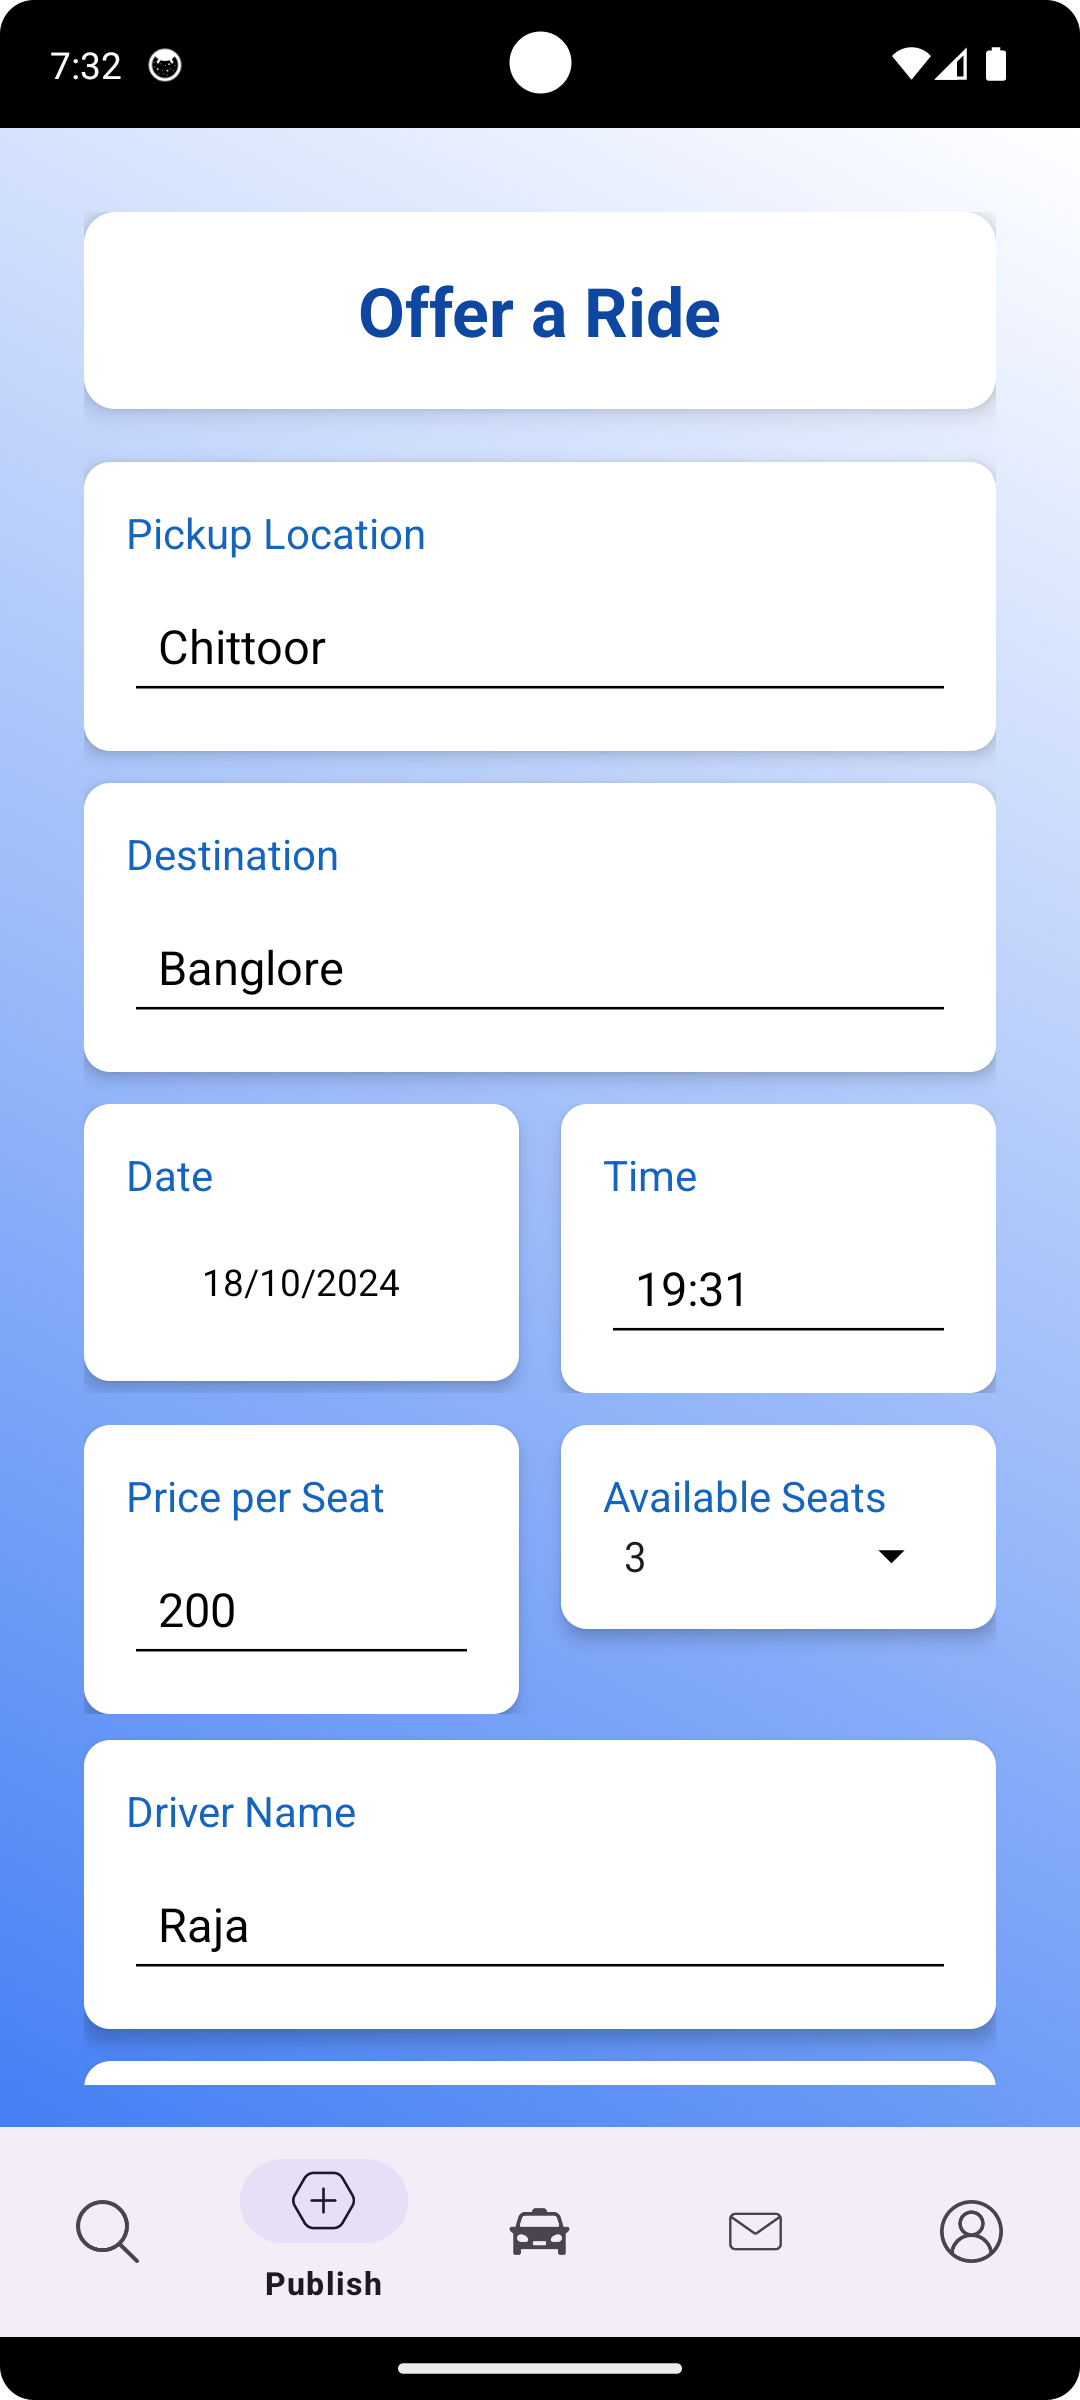 7:32
Offer a Ride
Pickup Location
Chittoor
Destination
Banglore
Date
18/10/2024
Time
19:31
Price per Seat
200
Available Seats
3
Driver Name
Raja
Publish